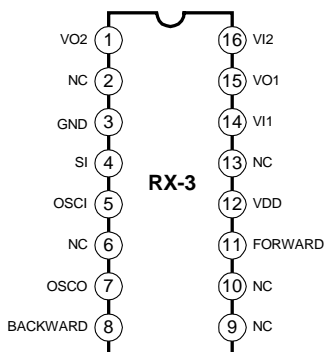 VO2 1 16 VI2
NC 2 15 VO1
GND 3 14 VI1
SI 4 13 NC
RX-3
OSCI 5 12 VDD
NC 6 11 FORWARD
OSCO 7 10 NC
BACKWARD 8 9 NC